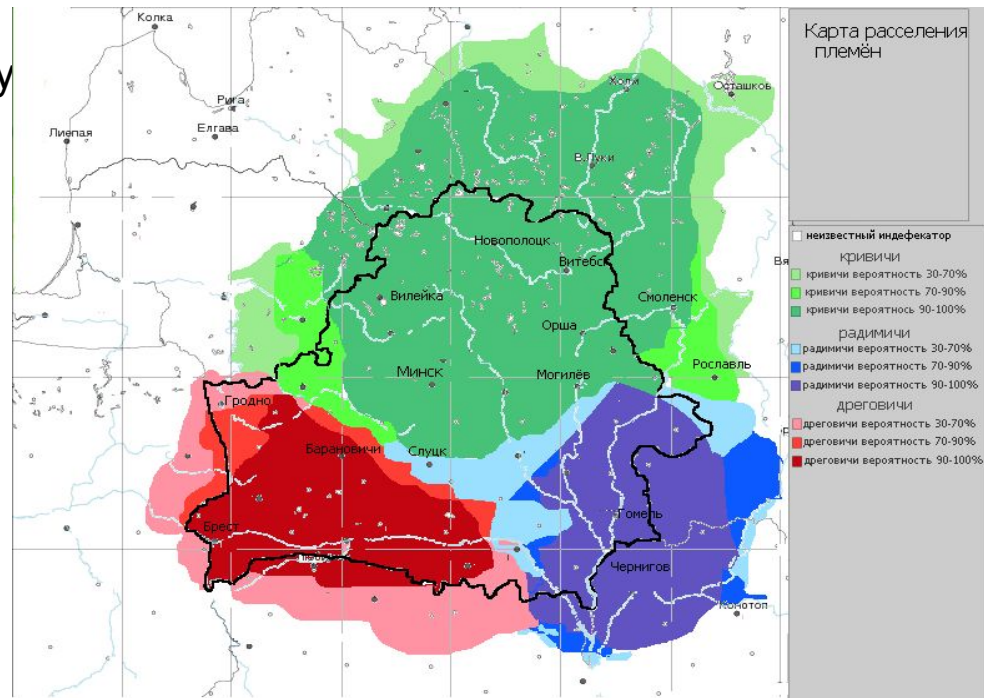 у
Колка
Карта расселения
племён
Холм
Осташков
Рига
Лиепая
Елгава
В.Луки
Новополоцк
Витебск
Вя
Вилейка
Смоленск
Орша
Минск
Могилёв
Рославль
Гродно
Барановичи
Слуцк
Брест
Гомель
Чернигов
Конотоп
неизвестный индефекатор
кривичи
кривичи вероятность 30-70%
кривичи вероятность 70-90%
кривичи вероятнось 90-100%
радимичи
радимичи вероятность 30-70%
радимичи вероятность 70-90%
радимичи вероятность 90-100%
дреговичи
дреговичи вероятность 30-70%
дреговичи вероятность 70-90%
дреговичи вероятность 90-100%